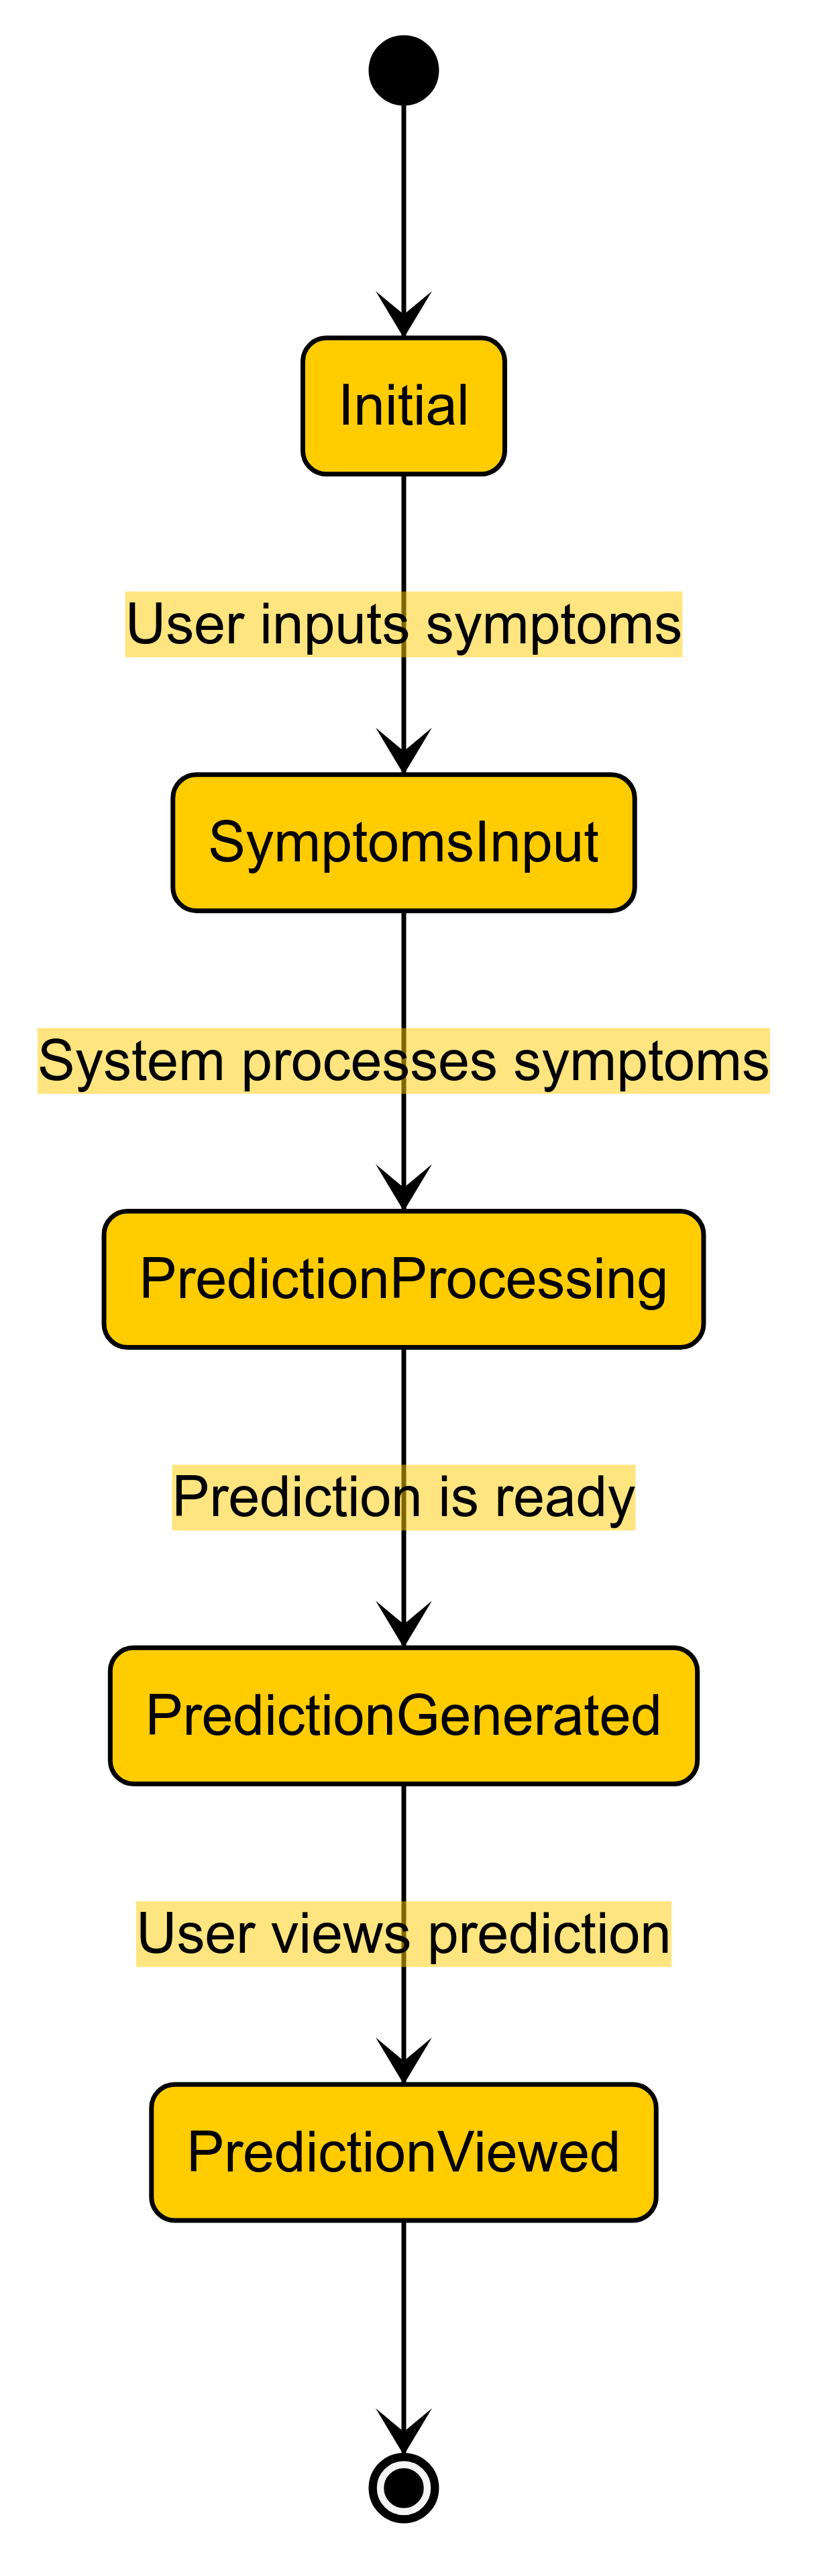 Initial
User inputs symptoms
SymptomsInput
System processes symptoms
PredictionProcessing
Prediction is ready
PredictionGenerated
User views prediction
PredictionViewed